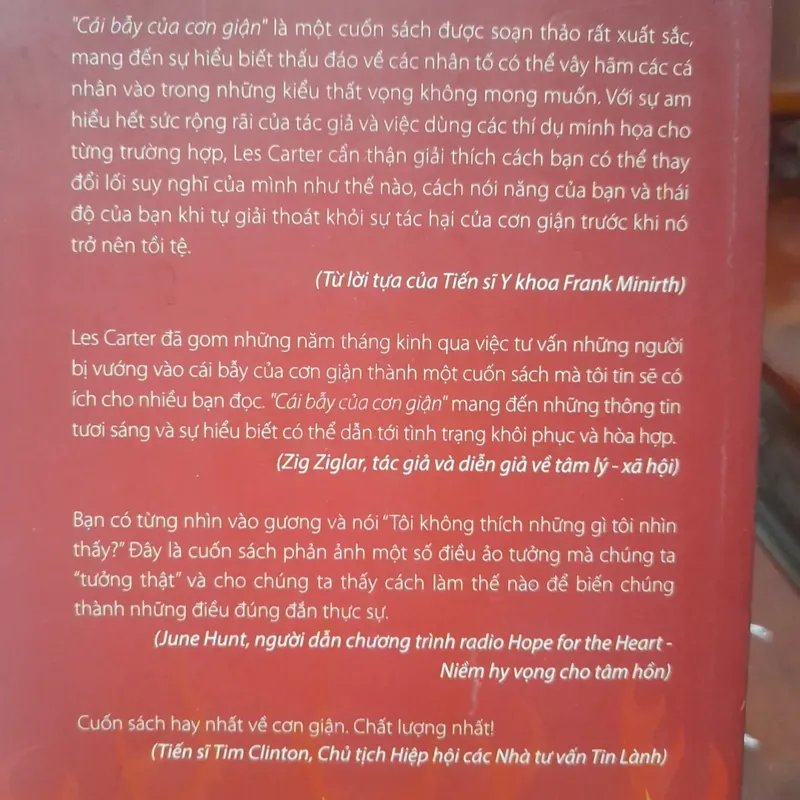 "Cái bẫy của cơn giận" là một cuốn sách được soạn thảo rất xuất sắc,
mang đến sự hiểu biết thấu đáo về các nhân tố có thể vây hãm các cá
nhân vào trong những kiểu thất vọng không mong muốn. Với sự am
hiểu hết sức rộng rãi của tác giả và việc dùng các thí dụ minh họa cho
từng trường hợp, Les Carter cẩn thận giải thích cách bạn có thể thay
đổi lối suy nghĩ của mình như thế nào, cách nói năng của bạn và thái
độ của bạn khi tự giải thoát khỏi sự tác hại của cơn giận trước khi nó
trở nên tồi tệ.
(Từ lời tựa của Tiến sĩ Y khoa Frank Minirth)
Les Carter đã gom những năm tháng kinh qua việc tư vấn những người
bị vướng vào cái bẫy của cơn giận thành một cuốn sách mà tôi tin sẽ có
ích cho nhiều bạn đọc. "Cái bẫy của cơn giận" mang đến những thông tin
tươi sáng và sự hiểu biết có thể dẫn tới tình trạng khôi phục và hòa hợp.
(Zig Ziglar, tác giả và diễn giả về tâm lý - xã hội)
Bạn có từng nhìn vào gương và nói "Tôi không thích những gì tôi nhìn
thấy?" Đây là cuốn sách phản ảnh một số điều ảo tưởng mà chúng ta
"tưởng thật" và cho chúng ta thấy cách làm thế nào để biến chúng
thành những điều đúng đắn thực sự.
(June Hunt, người dẫn chương trình radio Hope for the Heart -
Niềm hy vọng cho tâm hồn)
Cuốn sách hay nhất về cơn giận. Chất lượng nhất!
(Tiến sĩ Tim Clinton, Chủ tịch Hiệp hội các Nhà tư vấn Tin Lành)